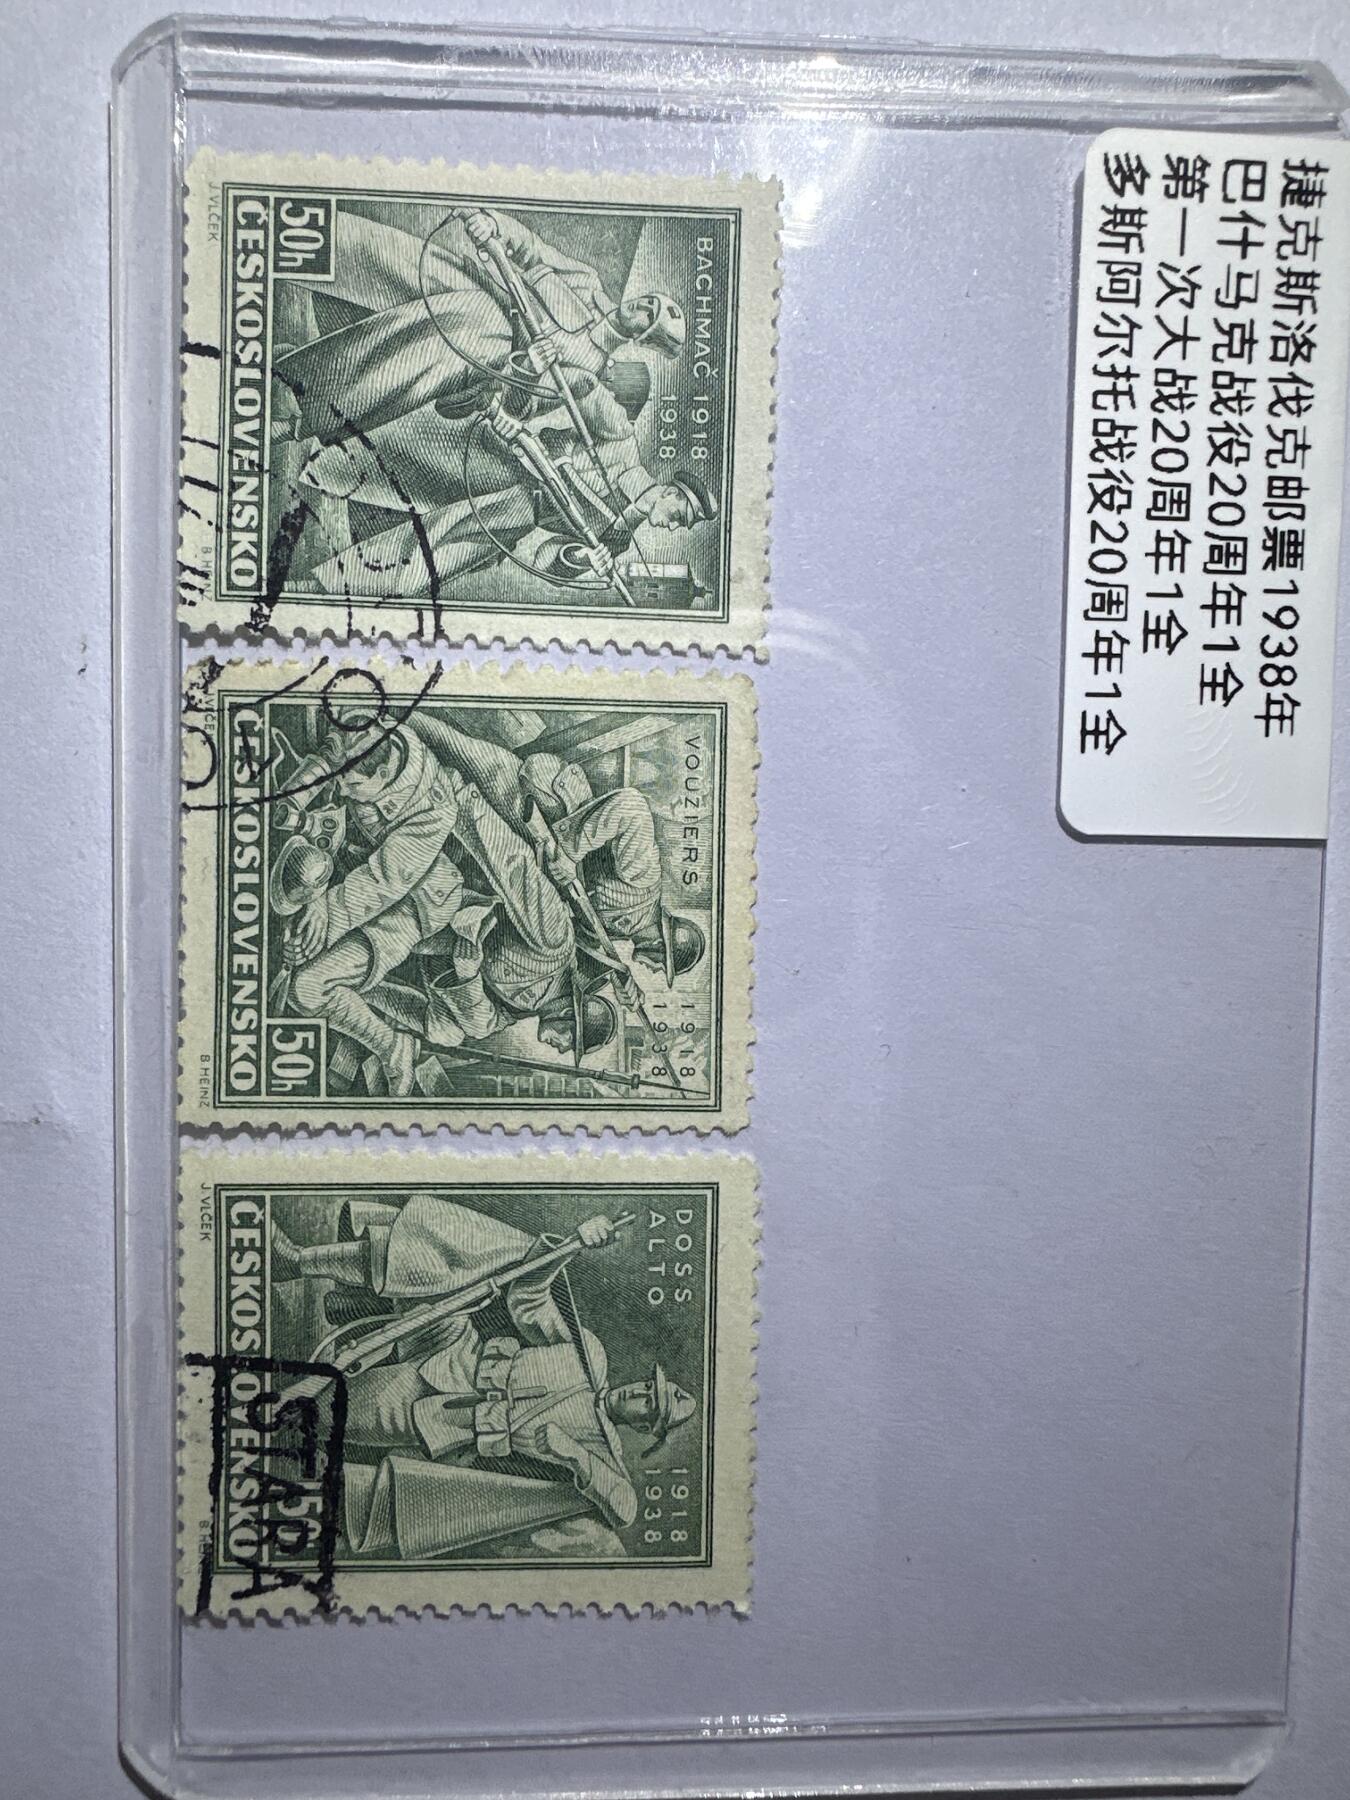 捷克斯洛伐克邮票1938年
巴什马克战役20周年1全
第一次大战20周年1全
多斯阿尔托战役20周年1全
BACHMAČ 1918
1938
50h
ČESKOSLOVENSKO
J. VLČEK
VOUZIERS 1918
1938
50h
ČESKOSLOVENSKO
B. HEINZ
DOSS 1918
ALTO 1938
ČESKOSLOVENSKO
J. VLČEK
STARÁ